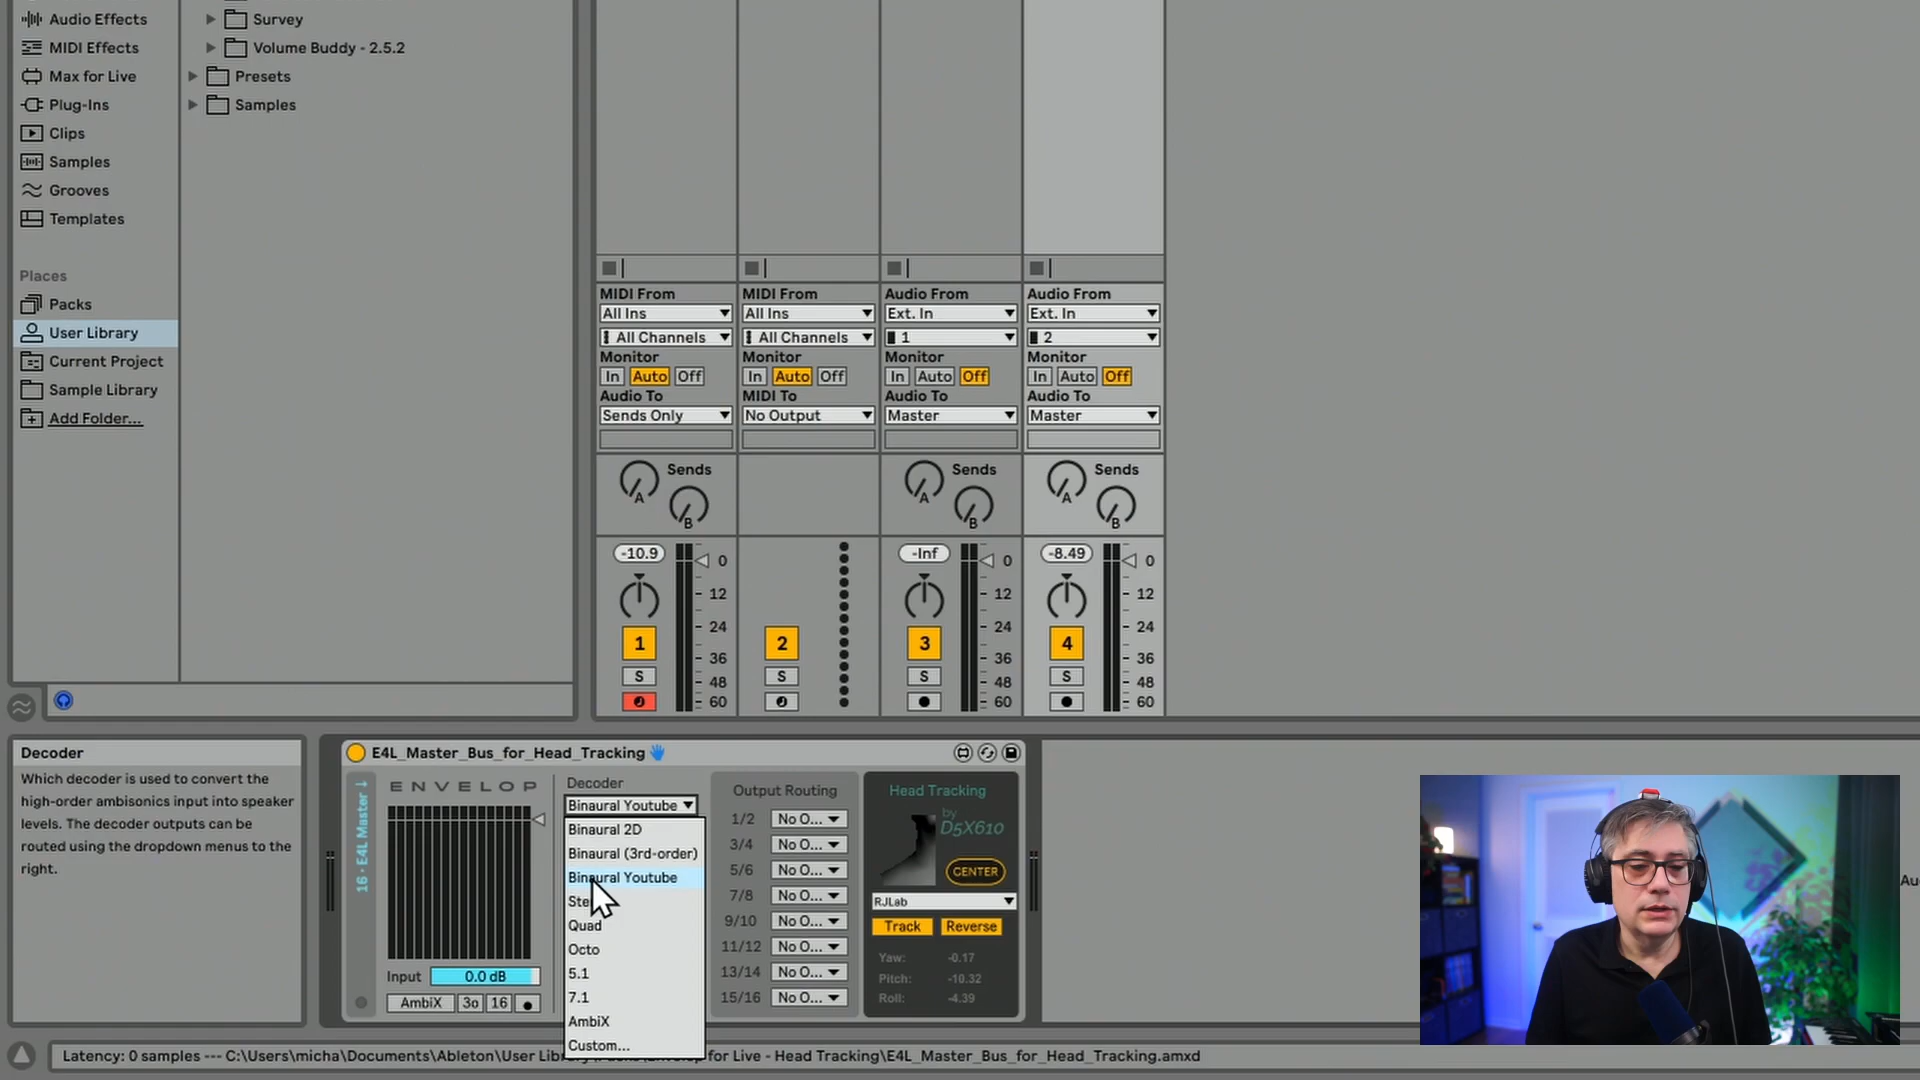 Audio Effects
MIDI Effects
Max for Live
Plug-Ins
Clips
Samples
Grooves
Templates
Places
Packs
User Library
Current Project
Sample Library
Add Folder...
Survey
Volume Buddy - 2.5.2
Presets
Samples
MIDI From
All Ins
All Channels
Monitor
In Auto Off
Audio To
Sends Only
Sends
A
B
-10.9
0
12
24
36
48
60
1
S
MIDI From
All Ins
All Channels
Monitor
In Auto Off
MIDI To
No Output
2
S
Audio From
Ext. In
1
Monitor
In Auto Off
Audio To
Master
Sends
A
B
-Inf
0
12
24
36
48
60
3
S
Audio From
Ext. In
2
Monitor
In Auto Off
Audio To
Master
Sends
A
B
-8.49
0
12
24
36
48
60
4
S
Decoder
Which decoder is used to convert the
high-order ambisonics input into speaker
levels. The decoder outputs can be
routed using the dropdown menus to the
right.
E4L_Master_Bus_for_Head_Tracking
16 - E4L Master
ENVELOP
Input 0.0 dB
AmbiX 3o 16
Decoder
Binaural Youtube
Binaural 2D
Binaural (3rd-order)
Binaural Youtube
Quad
Octo
5.1
7.1
AmbiX
Custom...
Output Routing
1/2 No O...
3/4 No O...
5/6 No O...
7/8 No O...
9/10 No O...
11/12 No O...
13/14 No O...
15/16 No O...
Head Tracking
by
D5X610
CENTER
RJLab
Track Reverse
Yaw: -0.17
Pitch: -10.32
Roll: -4.39
Latency: 0 samples --- C:\Users\micha\Documents\Ableton\User Lib for Live - Head Tracking\E4L_Master_Bus_for_Head_Tracking.amxd